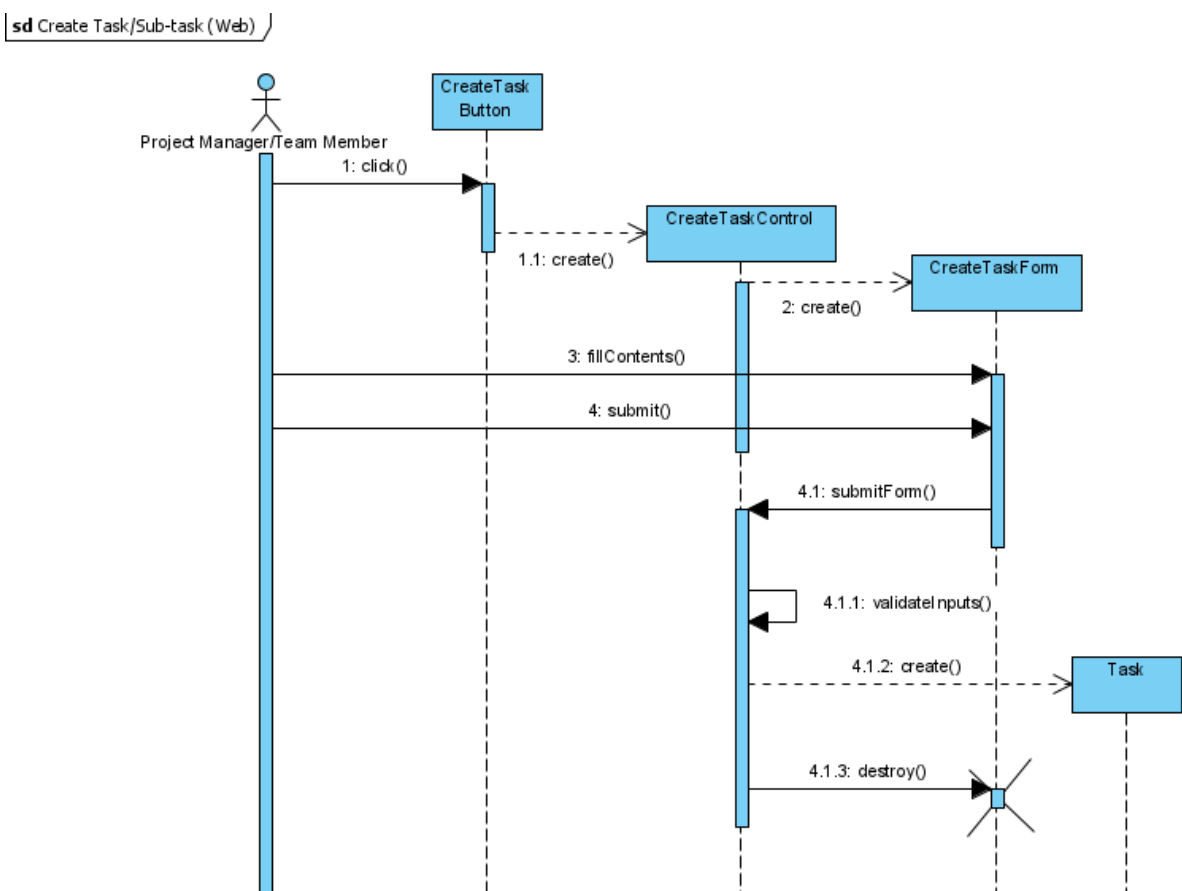 sd Create Task/Sub-task (Web)
CreateTask
Button
Project Manager/Team Member
1: click()
CreateTaskControl
1.1: create()
CreateTaskForm
2: create()
3: fillContents()
4: submit()
4.1: submitForm()
4.1.1: validateInputs()
4.1.2: create()
Task
4.1.3: destroy()